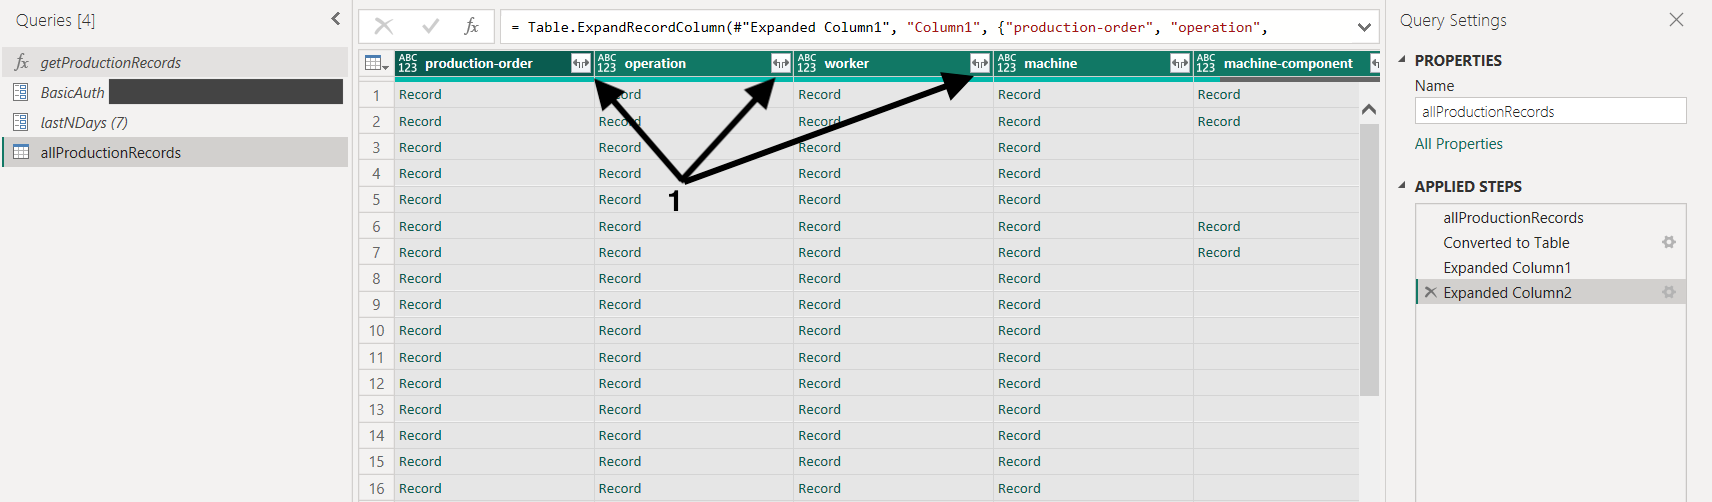 Queries [4]
fx getProductionRecords
BasicAuth
lastNDays (7)
allProductionRecords
fx = Table.ExpandRecordColumn(#"Expanded Column1", "Column1", {"production-order", "operation",
ABC 123 production-order ABC 123 operation ABC 123 worker ABC 123 machine ABC 123 machine-component
1 Record Record Record Record Record
2 Record Record Record Record Record
3 Record Record Record Record
4 Record Record Record Record
5 Record Record Record Record
6 Record Record Record Record Record
7 Record Record Record Record Record
8 Record Record Record Record
9 Record Record Record Record
10 Record Record Record Record
11 Record Record Record Record
12 Record Record Record Record
13 Record Record Record Record
14 Record Record Record Record
15 Record Record Record Record
16 Record Record Record Record
1
Query Settings
PROPERTIES
Name
allProductionRecords
All Properties
APPLIED STEPS
allProductionRecords
Converted to Table
Expanded Column1
Expanded Column2